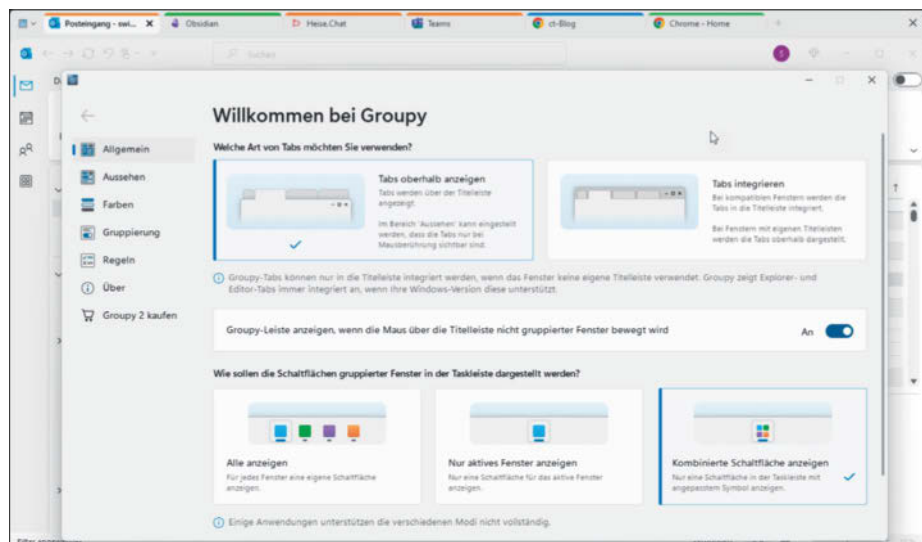 Posteingang - swi... X
Obsidian
Heise.Chat
Teams
ct-Blog
Chrome - Home
Suchen
Willkommen bei Groupy
Allgemein
Aussehen
Farben
Gruppierung
Regeln
Über
Groupy 2 kaufen
Welche Art von Tabs möchten Sie verwenden?
Tabs oberhalb anzeigen
Tabs werden über der Titelleiste
angezeigt.
Im Bereich 'Aussehen' kann eingestellt
werden, dass die Tabs nur bei
Mausberührung sichtbar sind.
Tabs integrieren
Bei kompatiblen Fenstern werden die
Tabs in die Titelleiste integriert.
Bei Fenstern mit eigenen Titelleisten
werden die Tabs oberhalb dargestellt.
Groupy-Tabs können nur in die Titelleiste integriert werden, wenn das Fenster keine eigene Titelleiste verwendet. Groupy zeigt Explorer- und
Editor-Tabs immer integriert an, wenn Ihre Windows-Version diese unterstützt.
Groupy-Leiste anzeigen, wenn die Maus über die Titelleiste nicht gruppierter Fenster bewegt wird
An
Wie sollen die Schaltflächen gruppierter Fenster in der Taskleiste dargestellt werden?
Alle anzeigen
Für jedes Fenster eine eigene Schaltfläche
anzeigen.
Nur aktives Fenster anzeigen
Nur eine Schaltfläche für das aktive Fenster
anzeigen.
Kombinierte Schaltfläche anzeigen
Nur eine Schaltfläche in der Taskleiste mit
angepasstem Symbol anzeigen.
Einige Anwendungen unterstützen die verschiedenen Modi nicht vollständig.